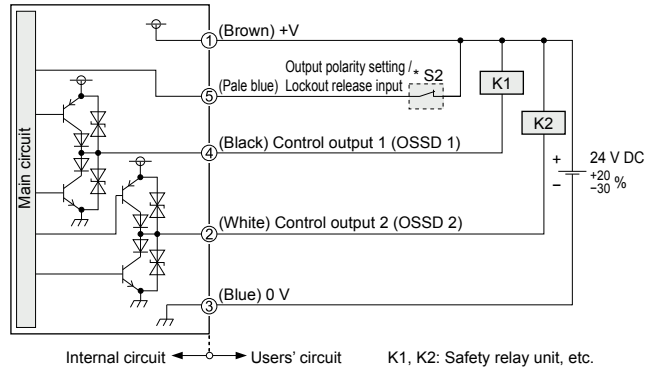 Main circuit
1
(Brown) +V
5
(Pale blue)
Output polarity setting /
Lockout release input
* S2
K1
K2
4
(Black) Control output 1 (OSSD 1)
+
−
24 V DC
+20
−30 %
2
(White) Control output 2 (OSSD 2)
3
(Blue) 0 V
Internal circuit
Users' circuit
K1, K2: Safety relay unit, etc.